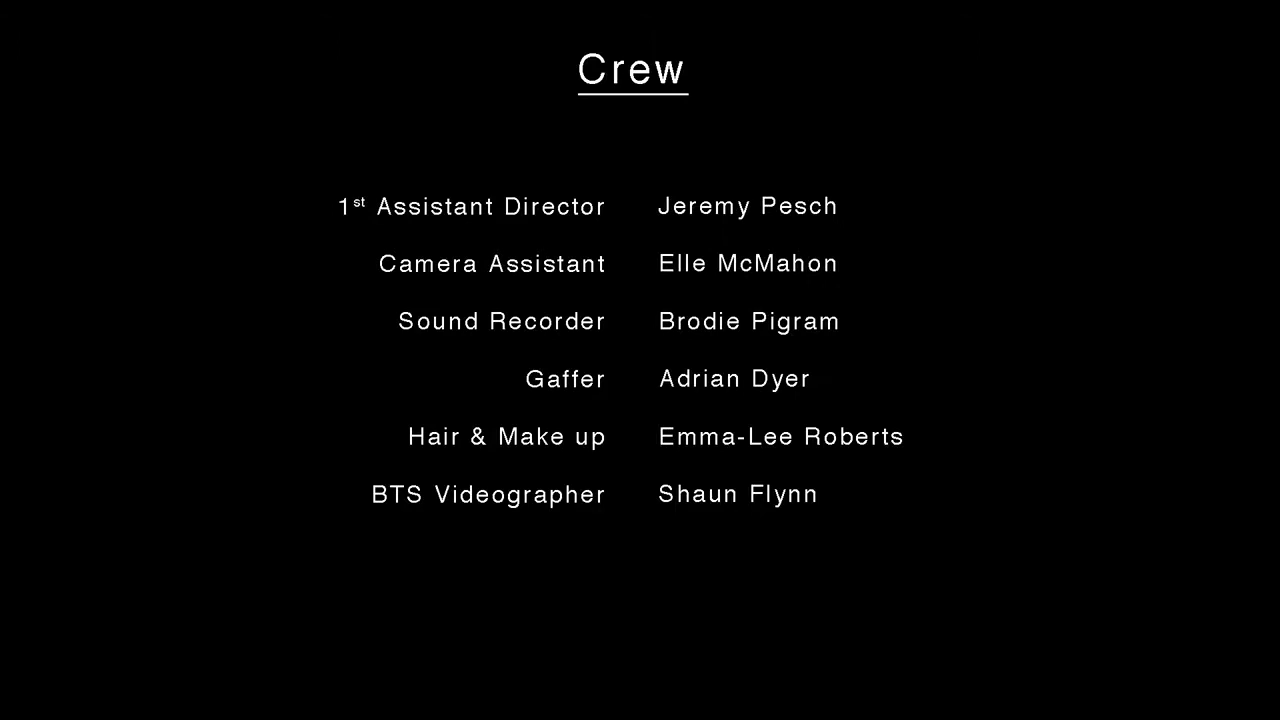 Crew
1st Assistant Director Jeremy Pesch
Camera Assistant Elle McMahon
Sound Recorder Brodie Pigram
Gaffer Adrian Dyer
Hair & Make up Emma-Lee Roberts
BTS Videographer Shaun Flynn